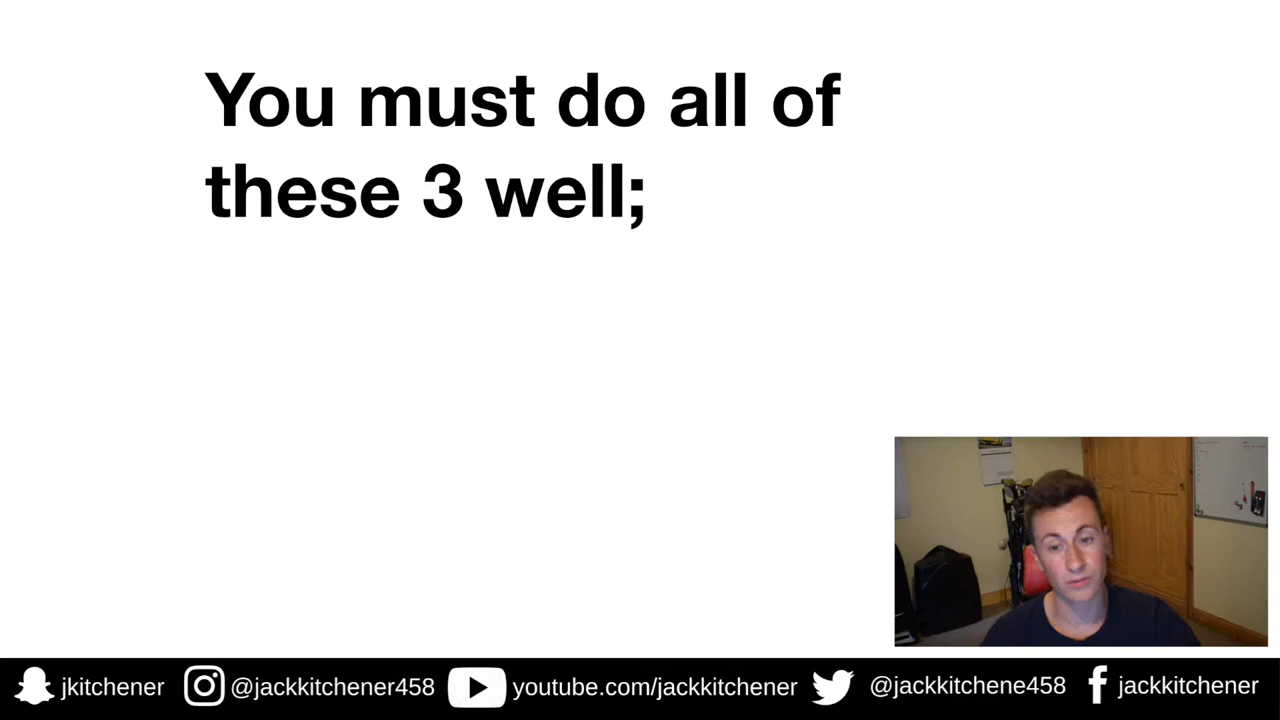 You must do all of
these 3 well;
jkitchener @jackkitchener458 youtube.com/jackkitchener @jackkitchene458 jackkitchener